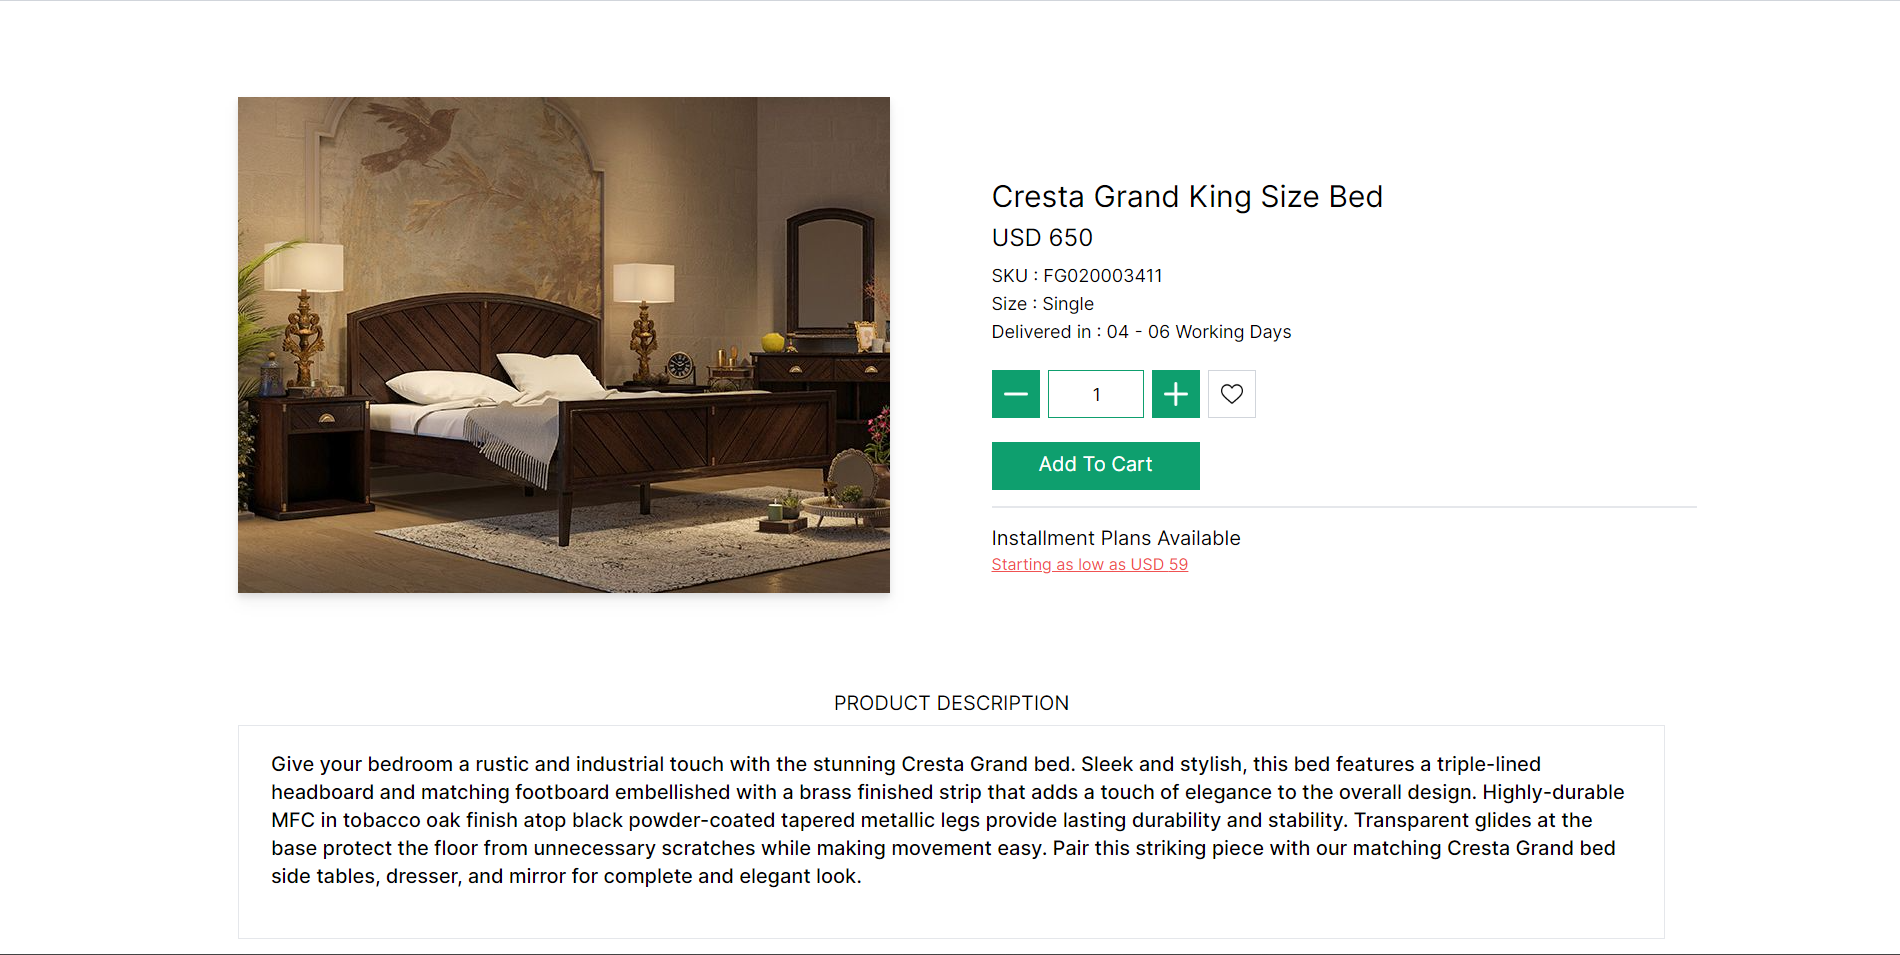 Cresta Grand King Size Bed
USD 650
SKU : FG020003411
Size : Single
Delivered in : 04 - 06 Working Days
1
Add To Cart
Installment Plans Available
Starting as low as USD 59
PRODUCT DESCRIPTION
Give your bedroom a rustic and industrial touch with the stunning Cresta Grand bed. Sleek and stylish, this bed features a triple-lined
headboard and matching footboard embellished with a brass finished strip that adds a touch of elegance to the overall design. Highly-durable
MFC in tobacco oak finish atop black powder-coated tapered metallic legs provide lasting durability and stability. Transparent glides at the
base protect the floor from unnecessary scratches while making movement easy. Pair this striking piece with our matching Cresta Grand bed
side tables, dresser, and mirror for complete and elegant look.